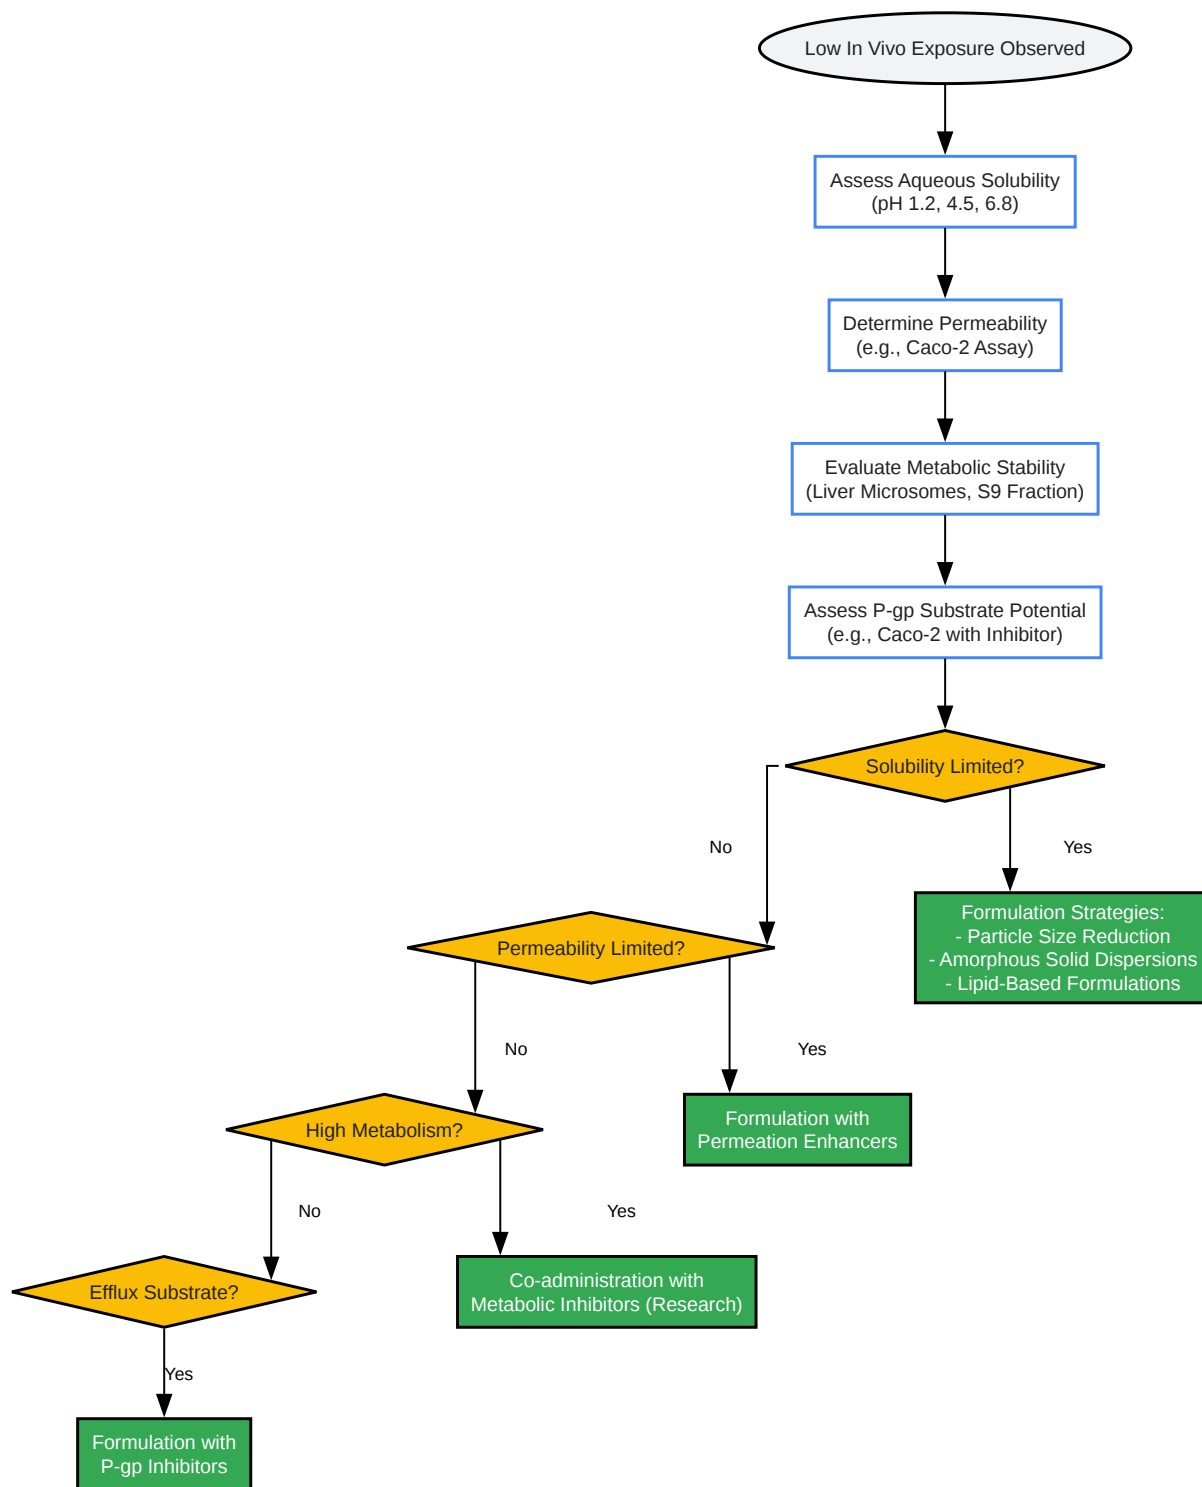 Low In Vivo Exposure Observed
Assess Aqueous Solubility
(pH 1.2, 4.5, 6.8)
Determine Permeability
(e.g., Caco-2 Assay)
Evaluate Metabolic Stability
(Liver Microsomes, S9 Fraction)
Assess P-gp Substrate Potential
(e.g., Caco-2 with Inhibitor)
Solubility Limited?
No
Yes
Formulation Strategies:
- Particle Size Reduction
- Amorphous Solid Dispersions
- Lipid-Based Formulations
Permeability Limited?
No
Yes
Formulation with
Permeation Enhancers
High Metabolism?
No
Yes
Co-administration with
Metabolic Inhibitors (Research)
Efflux Substrate?
Yes
Formulation with
P-gp Inhibitors